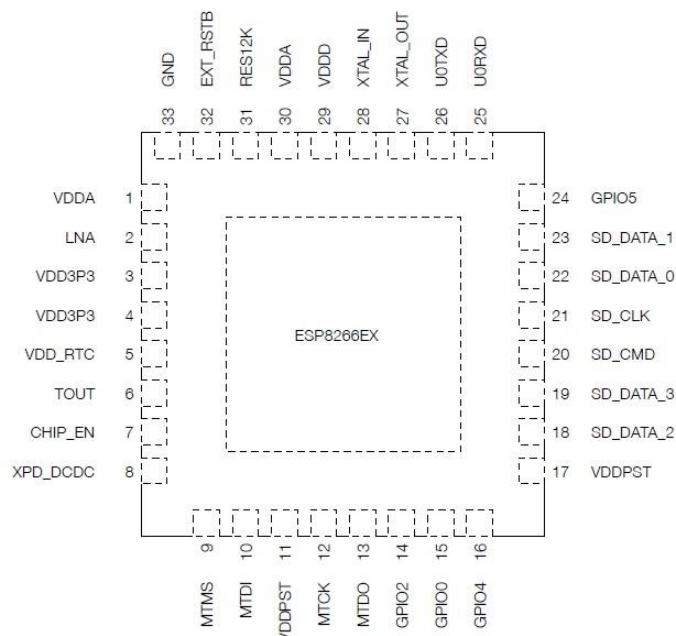 GND
EXT_RSTB
RES12K
VDDA
VDDD
XTAL_IN
XTAL_OUT
U0TXD
U0RXD
33
32
31
30
29
28
27
26
25
VDDA 1
LNA 2
VDD3P3 3
VDD3P3 4
VDD_RTC 5
TOUT 6
CHIP_EN 7
XPD_DCDC 8
ESP8266EX
24 GPIO5
23 SD_DATA_1
22 SD_DATA_0
21 SD_CLK
20 SD_CMD
19 SD_DATA_3
18 SD_DATA_2
17 VDDPST
9
10
11
12
13
14
15
16
MTMS
MTDI
VDDPST
MTCK
MTDO
GPIO2
GPIO0
GPIO4